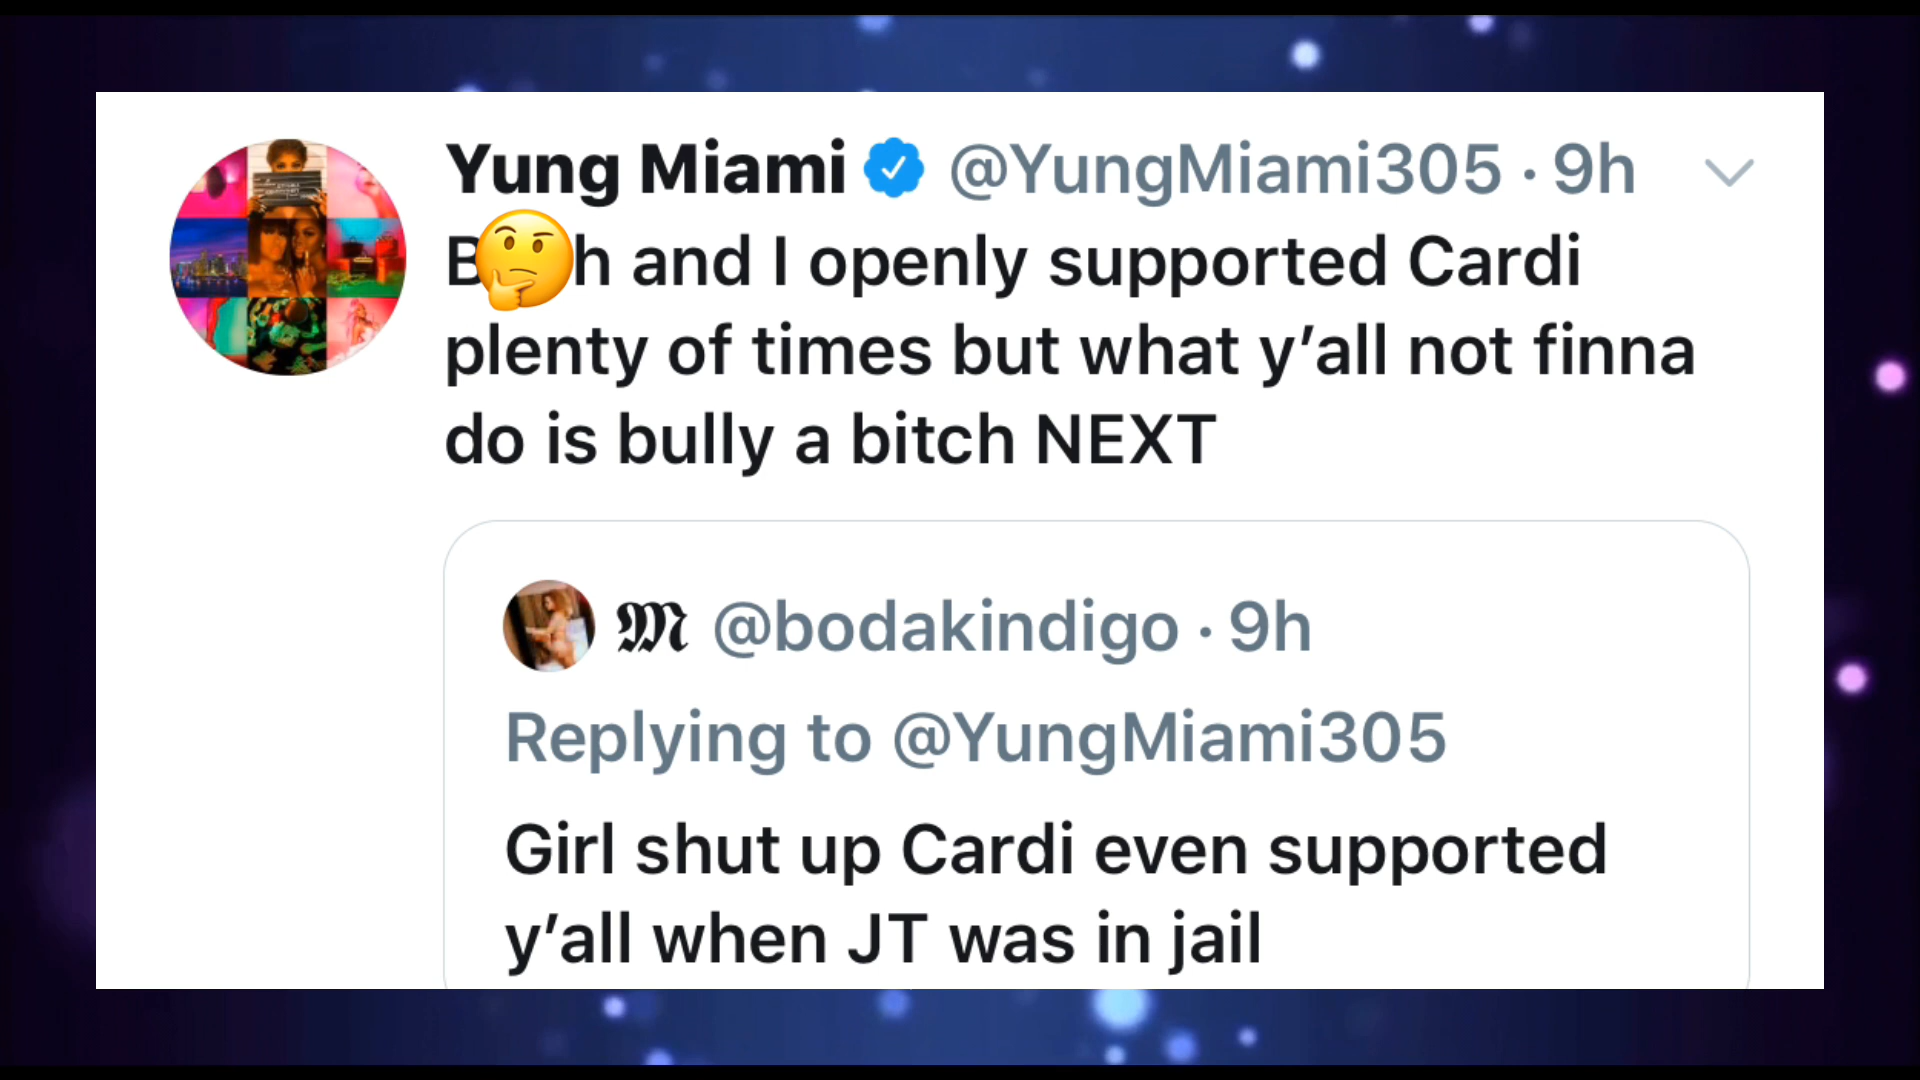 Yung Miami @YungMiami305 · 9h
B🤔h and I openly supported Cardi
plenty of times but what y’all not finna
do is bully a bitch NEXT
𝕸 @bodakindigo · 9h
Replying to @YungMiami305
Girl shut up Cardi even supported
y’all when JT was in jail